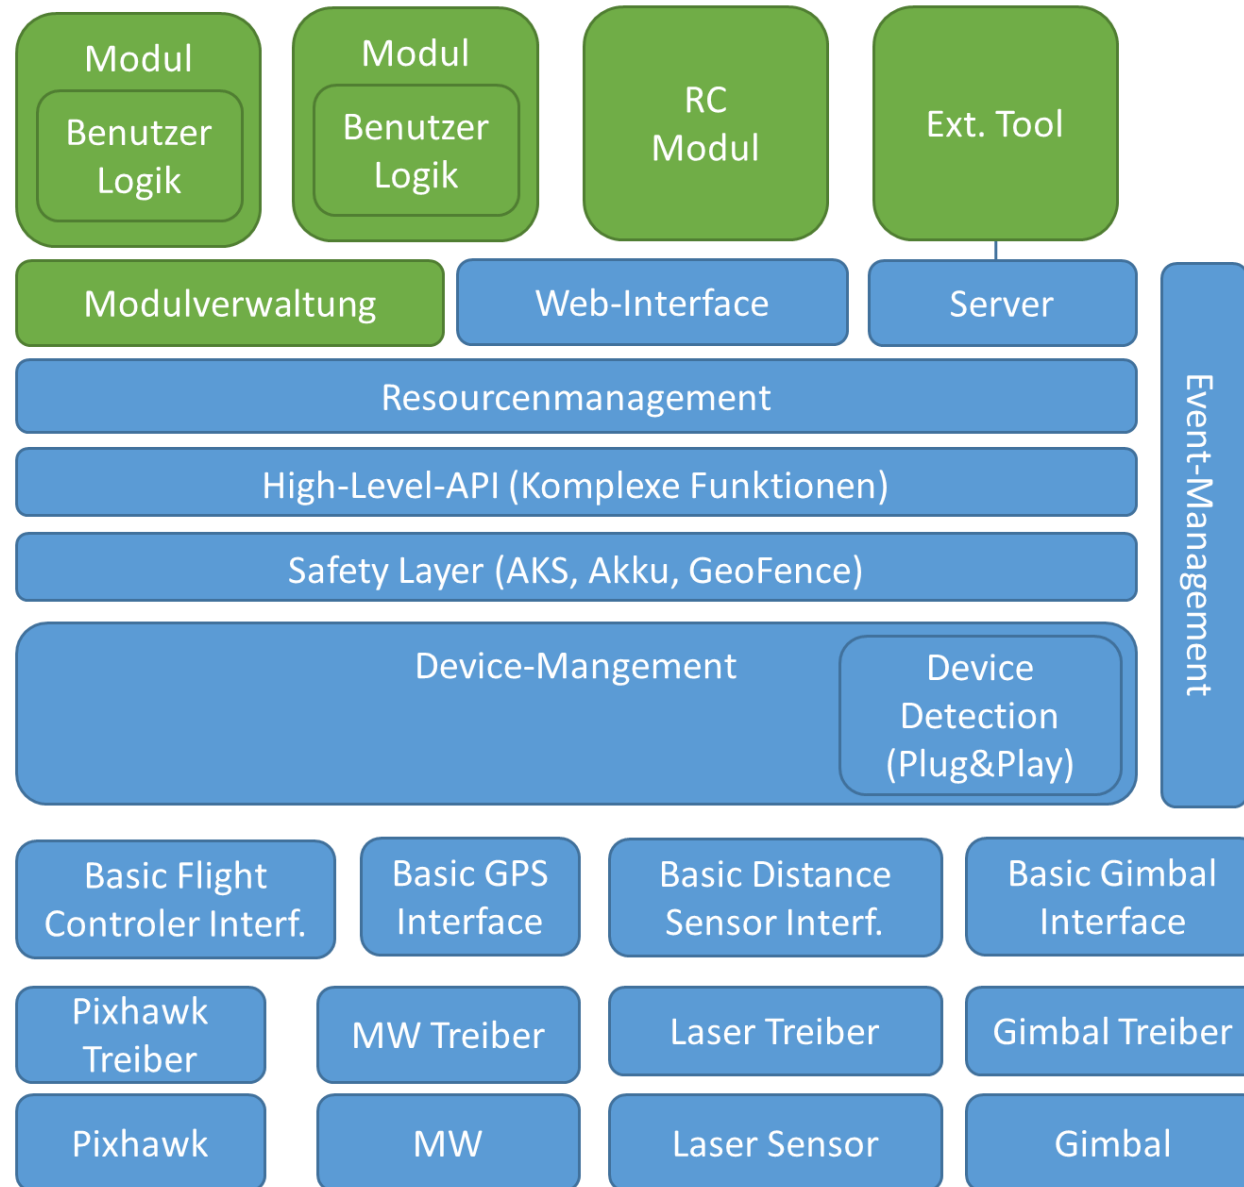 Modul
Benutzer
Logik
Modul
Benutzer
Logik
RC
Modul
Ext. Tool
Modulverwaltung
Web-Interface
Server
Event-Management
Resourcenmanagement
High-Level-API (Komplexe Funktionen)
Safety Layer (AKS, Akku, GeoFence)
Device-Mangement
Device
Detection
(Plug&Play)
Basic Flight
Controler Interf.
Basic GPS
Interface
Basic Distance
Sensor Interf.
Basic Gimbal
Interface
Pixhawk
Treiber
MW Treiber
Laser Treiber
Gimbal Treiber
Pixhawk
MW
Laser Sensor
Gimbal